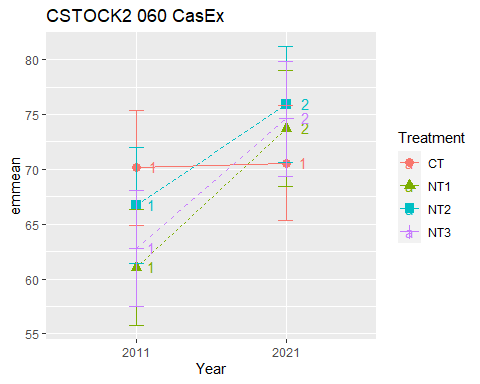 CSTOCK2 060 CasEx
80
75
70
65
60
55
emmean
1
1
1
1
2
2
2
1
2011
2021
Year
Treatment
a CT
a NT1
a NT2
a NT3